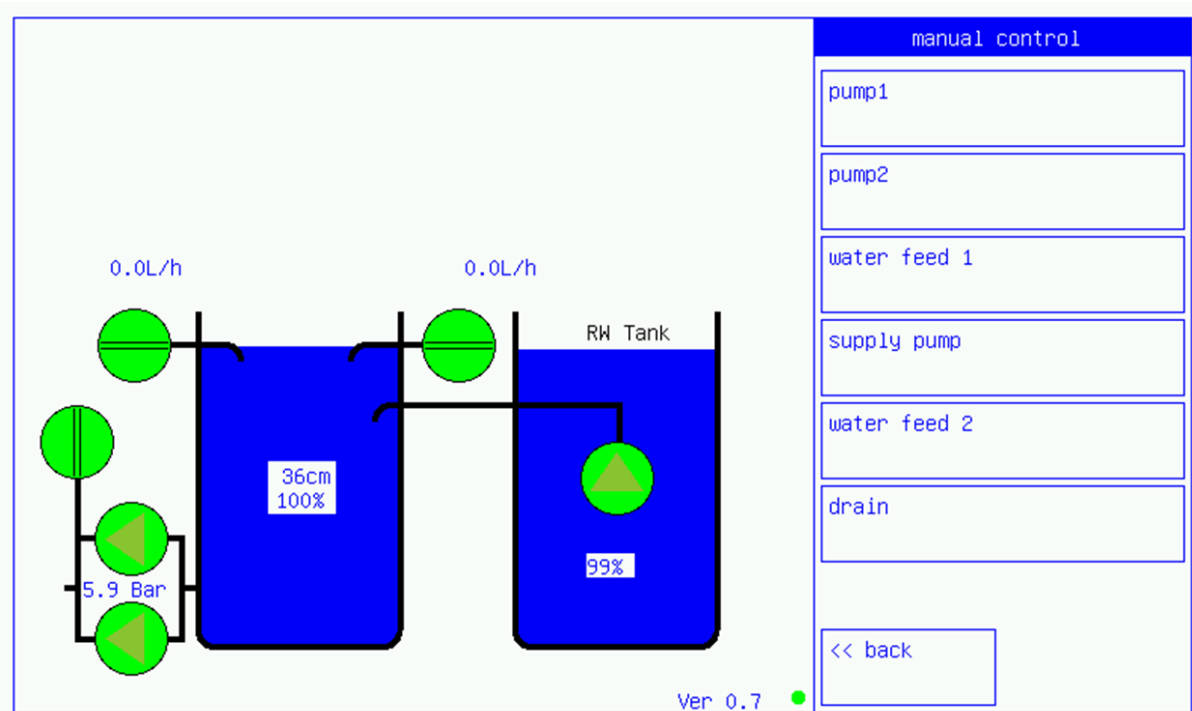 manual control
pump1
pump2
water feed 1
supply pump
water feed 2
drain
<< back
0.0L/h
0.0L/h
RW Tank
36cm
100%
99%
5.9 Bar
Ver 0.7